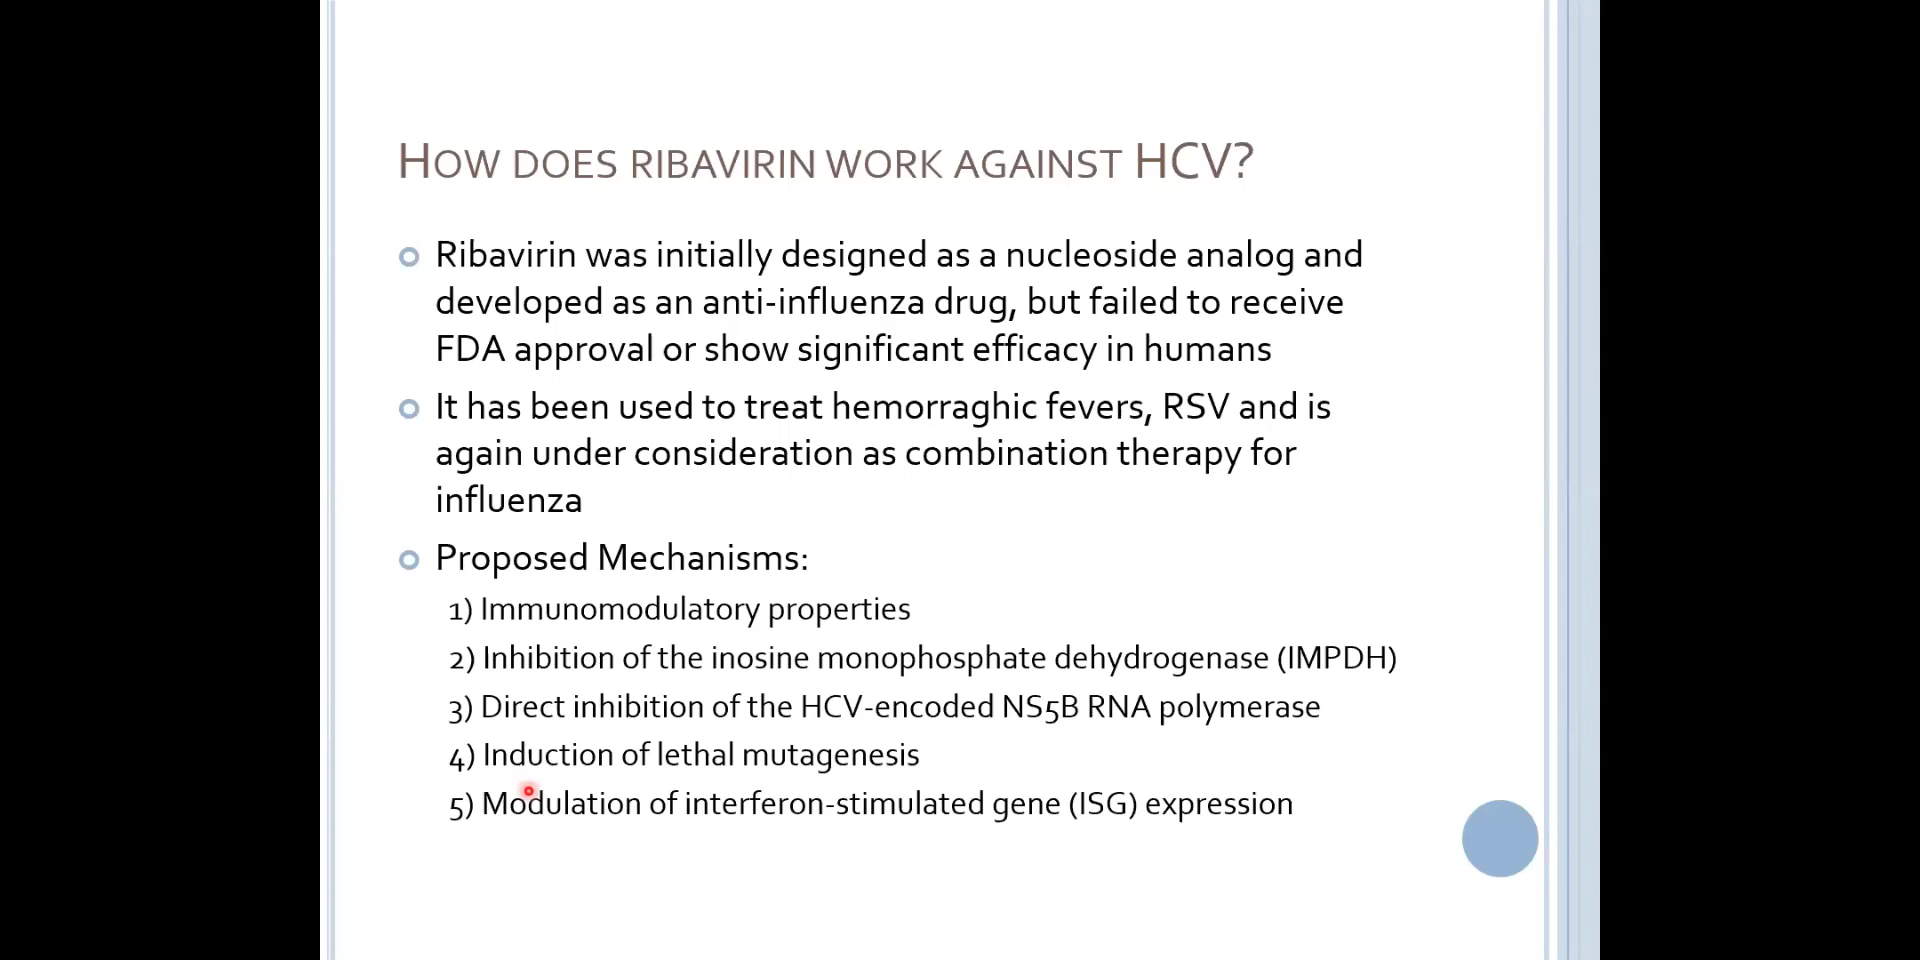 HOW DOES RIBAVIRIN WORK AGAINST HCV?
Ribavirin was initially designed as a nucleoside analog and
developed as an anti-influenza drug, but failed to receive
FDA approval or show significant efficacy in humans
It has been used to treat hemorraghic fevers, RSV and is
again under consideration as combination therapy for
influenza
Proposed Mechanisms:
1) Immunomodulatory properties
2) Inhibition of the inosine monophosphate dehydrogenase (IMPDH)
3) Direct inhibition of the HCV-encoded NS5B RNA polymerase
4) Induction of lethal mutagenesis
5) Modulation of interferon-stimulated gene (ISG) expression